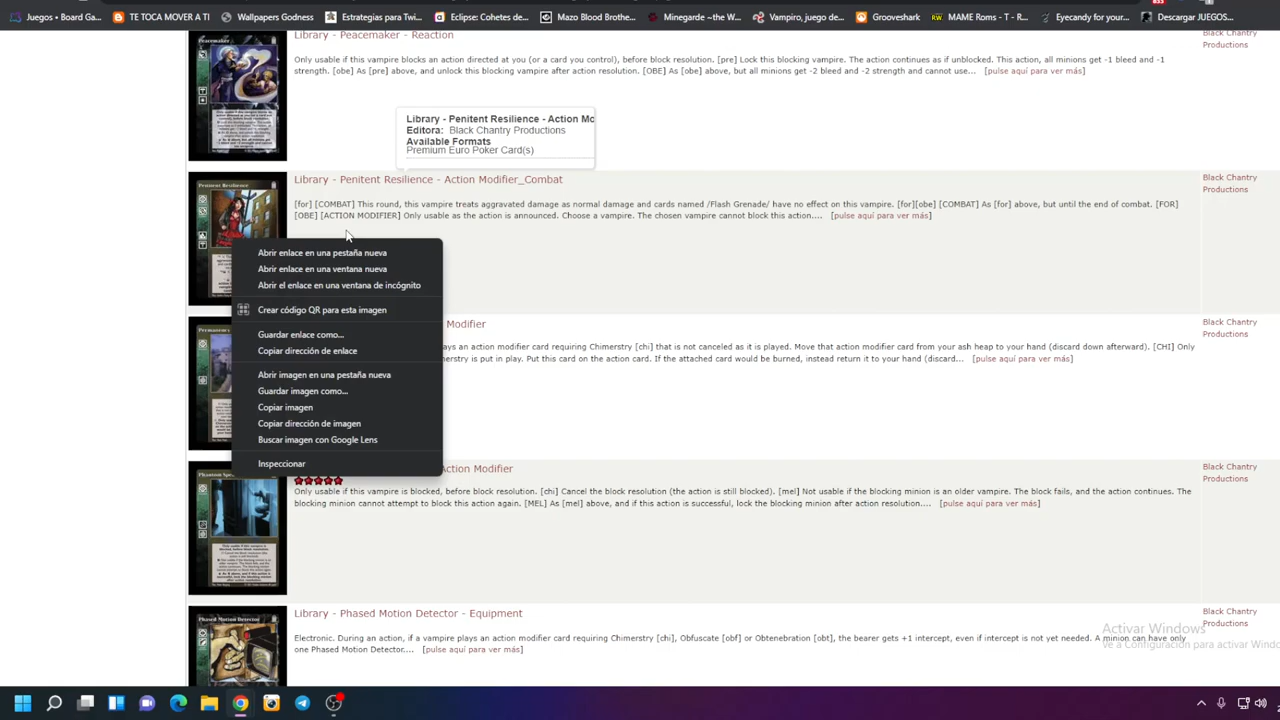 Juegos • Board G
TE TOCA MOVER A TI
Wallpapers Godness
Estrategias para Twi...
Eclipse: Cohetes de...
Mazo Blood Brothe...
Minegarde - the W...
Vampiro, juego de...
Grooveshark
MAME Roms - T - R...
Eyecandy for your...
Descargar JUEGOS...
Library - Peacemaker - Reaction
Black Chantry
Productions
Only usable if this vampire blocks an action directed at you (or a card you control), before block resolution. [pre] Lock this blocking vampire. The action continues as if unblocked. This action, all minions get -1 bleed and -1
strength. [obe] As [pre] above, and unlock this blocking vampire after action resolution. [OBE] As [obe] above, but all minions get -2 bleed and -2 strength and cannot use... [pulse aquí para ver más]
Peacemaker
Library - Penitent Resilience - Action Mo
Editora: Black Chantry Productions
Available Formats
Premium Euro Poker Card(s)
Library - Penitent Resilience - Action Modifier_Combat
Black Chantry
Productions
Penitent Resilience
[for] [COMBAT] This round, this vampire treats aggravated damage as normal damage and cards named /Flash Grenade/ have no effect on this vampire. [for][obe] [COMBAT] As [for] above, but until the end of combat. [FOR]
[OBE] [ACTION MODIFIER] Only usable as the action is announced. Choose a vampire. The chosen vampire cannot block this action.... [pulse aquí para ver más]
Abrir enlace en una pestaña nueva
Abrir enlace en una ventana nueva
Abrir el enlace en una ventana de incógnito
Crear código QR para esta imagen
Guardar enlace como...
Copiar dirección de enlace
Abrir imagen en una pestaña nueva
Guardar imagen como...
Copiar imagen
Copiar dirección de imagen
Buscar imagen con Google Lens
Inspeccionar
Modifier
Black Chantry
Productions
ays an action modifier card requiring Chimerstry [chi] that is not canceled as it is played. Move that action modifier card from your ash heap to your hand (discard down afterward). [CHI] Only
merstry is put in play. Put this card on the action card. If the attached card would be burned, instead return it to your hand (discard... [pulse aquí para ver más]
Action Modifier
Black Chantry
Productions
Only usable if this vampire is blocked, before block resolution. [chi] Cancel the block resolution (the action is still blocked). [mel] Not usable if the blocking minion is an older vampire. The block fails, and the action continues. The
blocking minion cannot attempt to block this action again. [MEL] As [mel] above, and if this action is successful, lock the blocking minion after action resolution.... [pulse aquí para ver más]
Library - Phased Motion Detector - Equipment
Black Chantry
Productions
Phased Motion Detector
Electronic. During an action, if a vampire plays an action modifier card requiring Chimerstry [chi], Obfuscate [obf] or Obtenebration [obt], the bearer gets +1 intercept, even if intercept is not yet needed. A minion can have only
one Phased Motion Detector.... [pulse aquí para ver más]
Activar Windows
Ve a Configuración para activar Windo